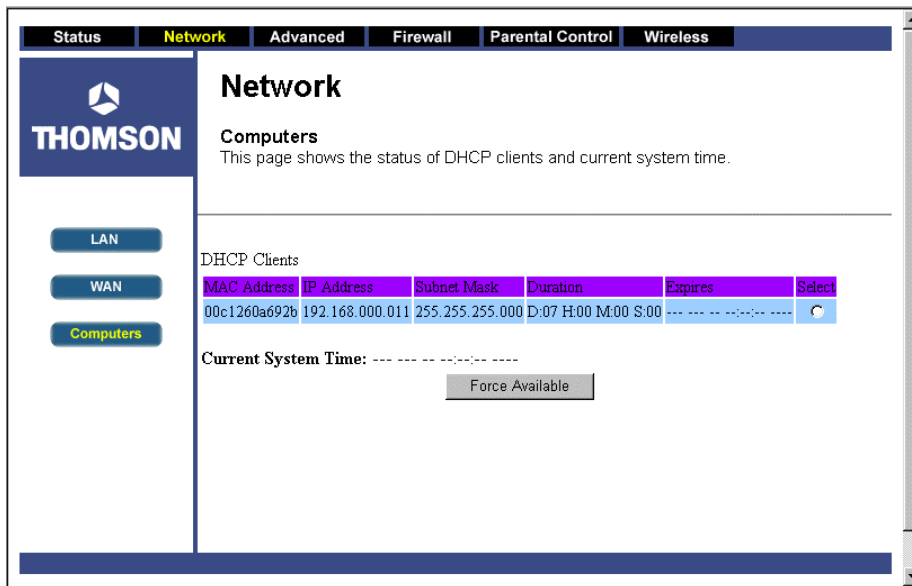 Status Network Advanced Firewall Parental Control Wireless
THOMSON
Network
Computers
This page shows the status of DHCP clients and current system time.
LAN
WAN
Computers
DHCP Clients
MAC Address IP Address Subnet Mask Duration Expires Select
00c1260a692b 192.168.000.011 255.255.255.000 D:07 H:00 M:00 S:00 --- --- -- --:--:-- ----
Current System Time: --- --- -- --:--:-- ----
Force Available